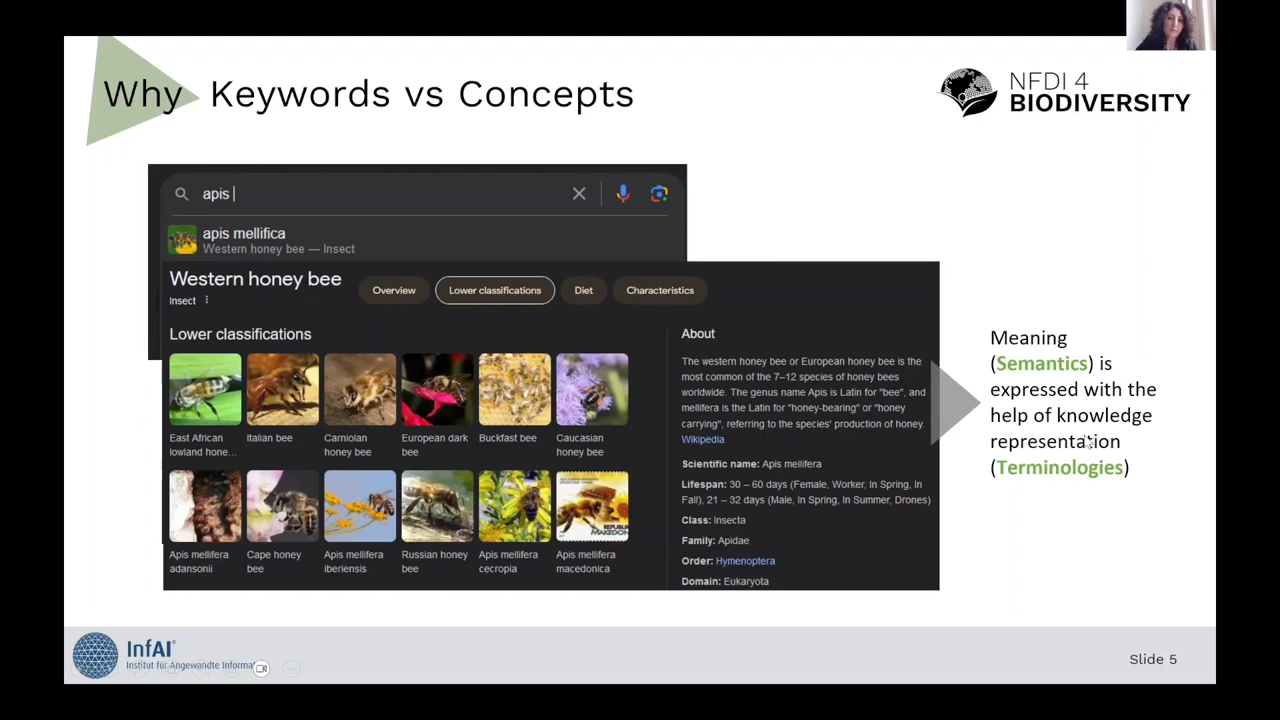 Why Keywords vs Concepts
NFDI 4
BIODIVERSITY
apis
apis mellifica
Western honey bee — Insect
Western honey bee
Insect
Overview
Lower classifications
Diet
Characteristics
Lower classifications
East African
lowland hone...
Italian bee
Carniolan
honey bee
European dark
bee
Buckfast bee
Caucasian
honey bee
Apis mellifera
adansonii
Cape honey
bee
Apis mellifera
iberiensis
Russian honey
bee
Apis mellifera
cecropia
Apis mellifera
macedonica
About
The western honey bee or European honey bee is the
most common of the 7–12 species of honey bees
worldwide. The genus name Apis is Latin for "bee", and
mellifera is the Latin for "honey-bearing" or "honey
carrying", referring to the species' production of honey.
Wikipedia
Scientific name: Apis mellifera
Lifespan: 30 – 60 days (Female, Worker, In Spring, In
Fall), 21 – 32 days (Male, In Spring, In Summer, Drones)
Class: Insecta
Family: Apidae
Order: Hymenoptera
Domain: Eukaryota
Meaning
(Semantics) is
expressed with the
help of knowledge
representation
(Terminologies)
InfAI®
Institut für Angewandte Informat
Slide 5